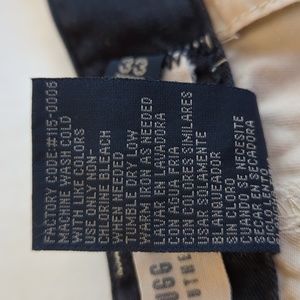 33
FACTORY CODE:#115-0006
MACHINE WASH COLD
WITH LIKE COLORS
USE ONLY NON-
CHLORINE BLEACH
WHEN NEEDED
TUMBLE DRY LOW
WARM IRON AS NEEDED
LAVAR EN LAVADORA
CON AGUA FRIA
CON COLORES SIMILARES
USAR SALAMENTE
BLANQUEADOR
SIN CLORO
CUANDO SE NECESITE
SECAR EN SECADORA